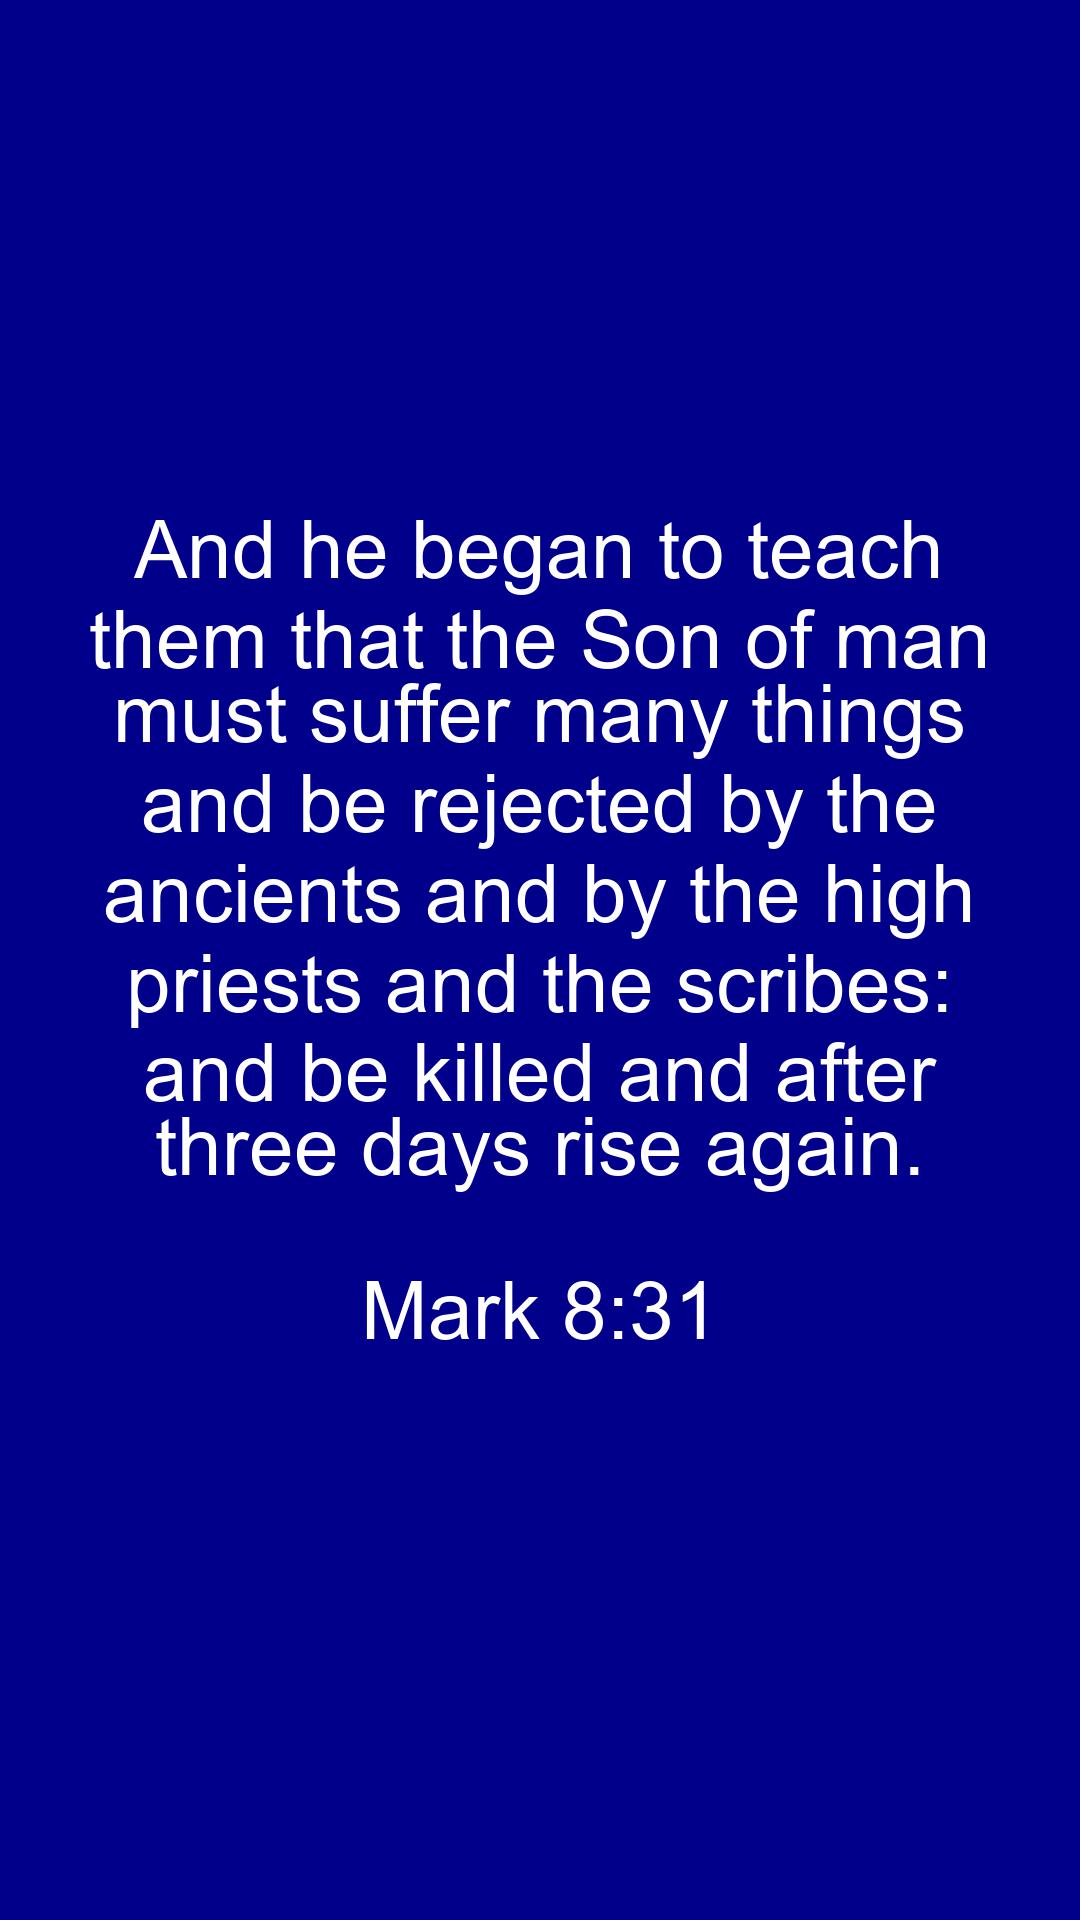 And he began to teach
them that the Son of man
must suffer many things
and be rejected by the
ancients and by the high
priests and the scribes:
and be killed and after
three days rise again.
Mark 8:31